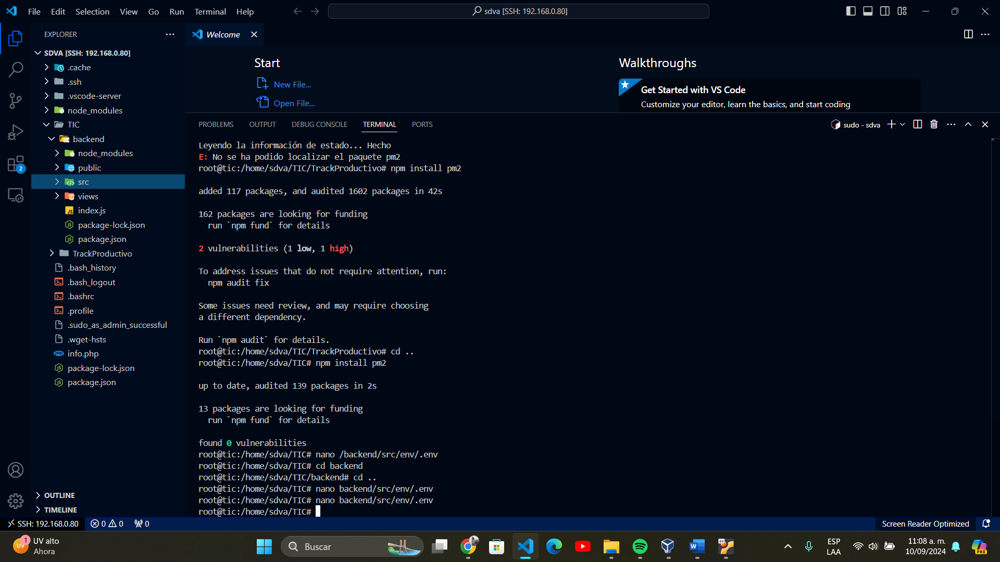 File Edit Selection View Go Run Terminal Help
sdva [SSH: 192.168.0.80]
EXPLORER
Welcome
SDVA [SSH: 192.168.0.80]
.cache
.ssh
.vscode-server
node_modules
TIC
backend
node_modules
public
src
views
index.js
package-lock.json
package.json
TrackProductivo
.bash_history
.bash_logout
.bashrc
.profile
.sudo_as_admin_successful
.wget-hsts
info.php
package-lock.json
package.json
OUTLINE
TIMELINE
2
Start
New File...
Open File...
Walkthroughs
Get Started with VS Code
Customize your editor, learn the basics, and start coding
PROBLEMS OUTPUT DEBUG CONSOLE TERMINAL PORTS
sudo - sdva
Leyendo la información de estado... Hecho
E: No se ha podido localizar el paquete pm2
root@tic:/home/sdva/TIC/TrackProductivo# npm install pm2
added 117 packages, and audited 1602 packages in 42s
162 packages are looking for funding
run `npm fund` for details
2 vulnerabilities (1 low, 1 high)
To address issues that do not require attention, run:
npm audit fix
Some issues need review, and may require choosing
a different dependency.
Run `npm audit` for details.
root@tic:/home/sdva/TIC/TrackProductivo# cd ..
root@tic:/home/sdva/TIC# npm install pm2
up to date, audited 139 packages in 2s
13 packages are looking for funding
run `npm fund` for details
found 0 vulnerabilities
root@tic:/home/sdva/TIC# nano /backend/src/env/.env
root@tic:/home/sdva/TIC# cd backend
root@tic:/home/sdva/TIC/backend# cd ..
root@tic:/home/sdva/TIC# nano backend/src/env/.env
root@tic:/home/sdva/TIC# nano backend/src/env/.env
root@tic:/home/sdva/TIC#
SSH: 192.168.0.80 0 0 0
Screen Reader Optimized
UV 1 UV alto
Ahora
Buscar
64
ESP
LAA
11:08 a. m.
10/09/2024
PRE